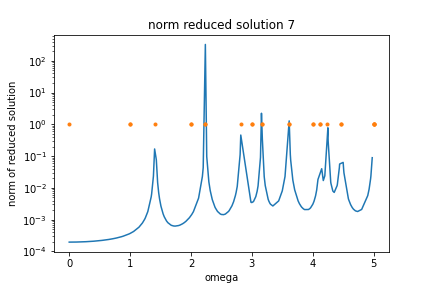 norm reduced solution 7
norm of reduced solution
10²
10¹
10⁰
10⁻¹
10⁻²
10⁻³
10⁻⁴
0 1 2 3 4 5
omega